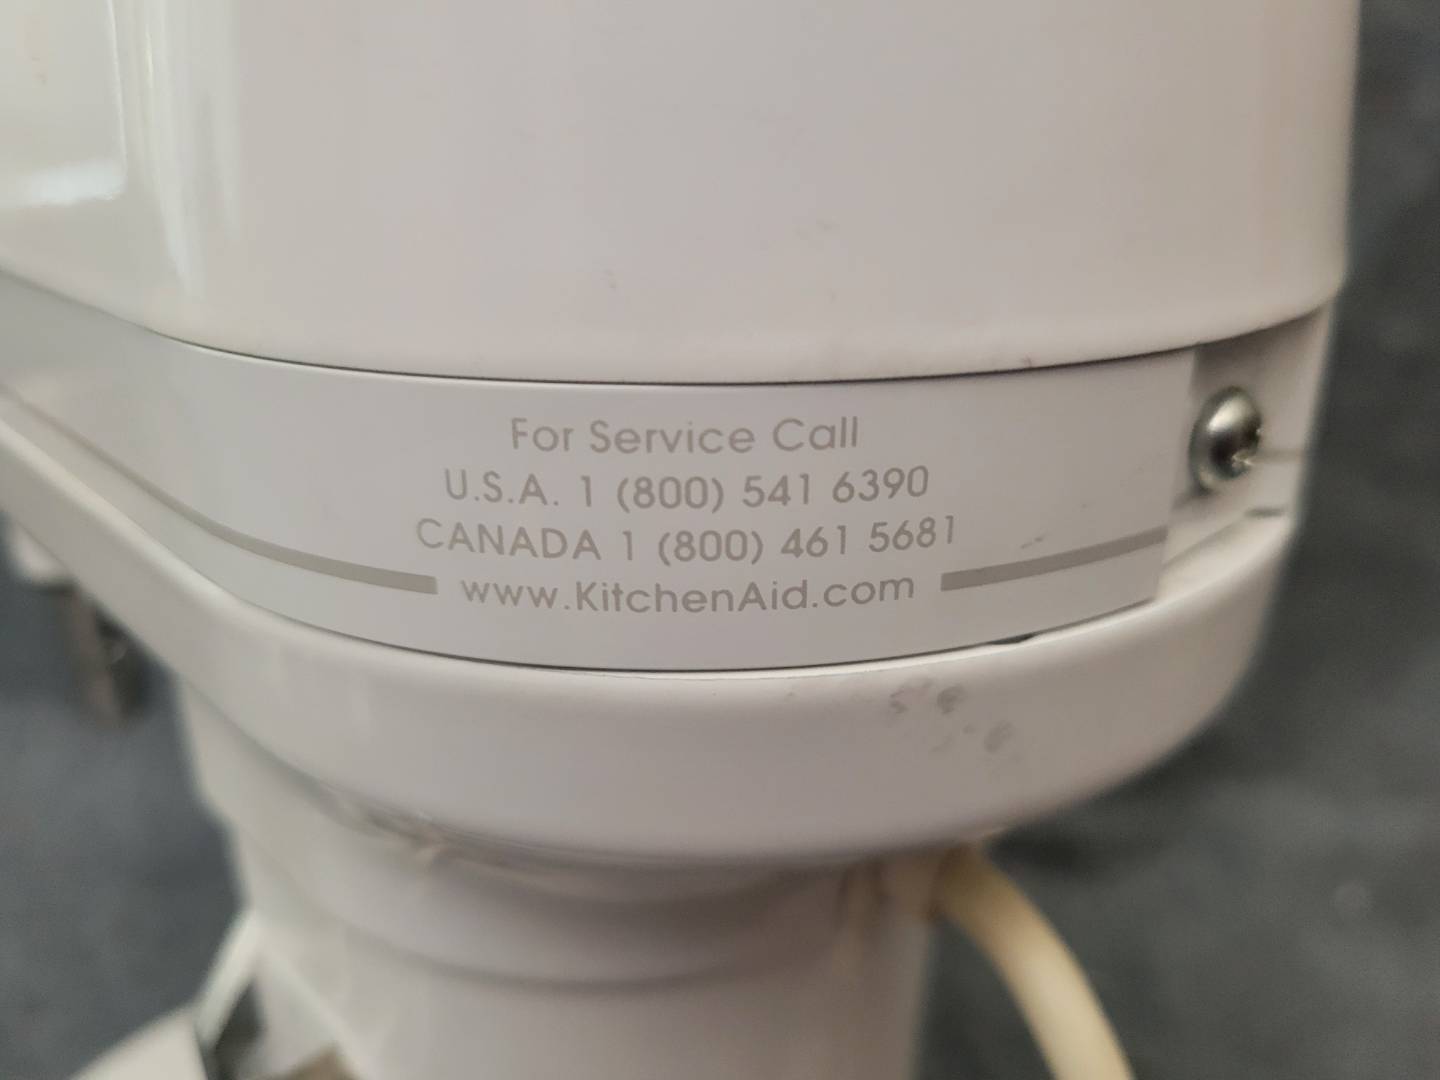 For Service Call
U.S.A. 1 (800) 541 6390
CANADA 1 (800) 461 5681
www.KitchenAid.com